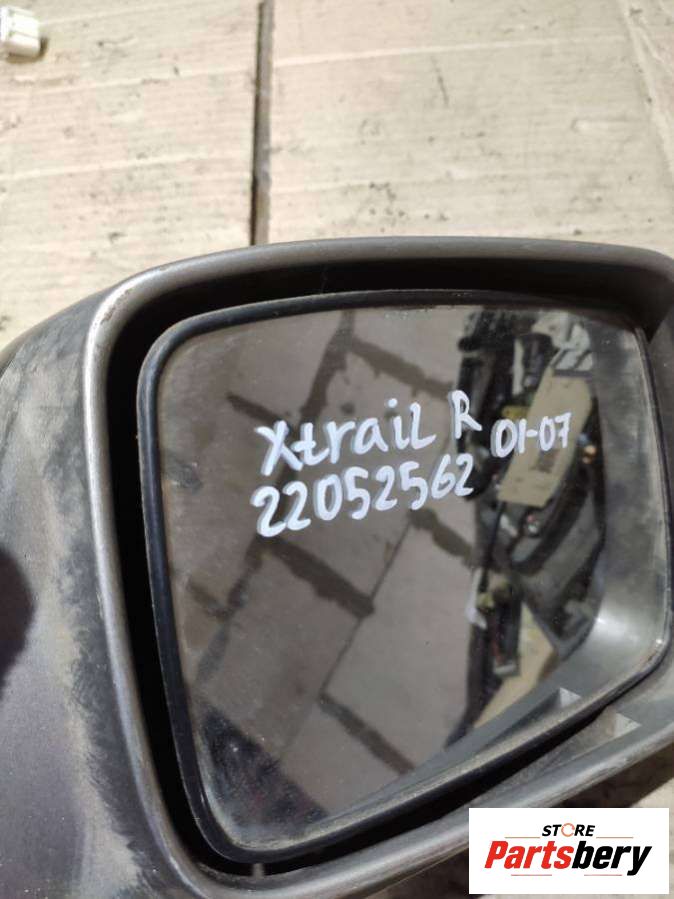 Xtrail R 01-07
22052562
STORE
Partsbery